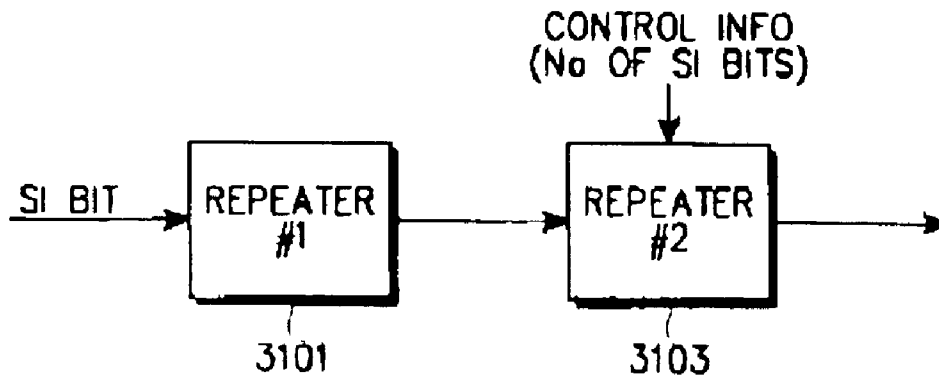 CONTROL INFO
(No OF SI BITS)
SI BIT
REPEATER
#1
REPEATER
#2
3101
3103